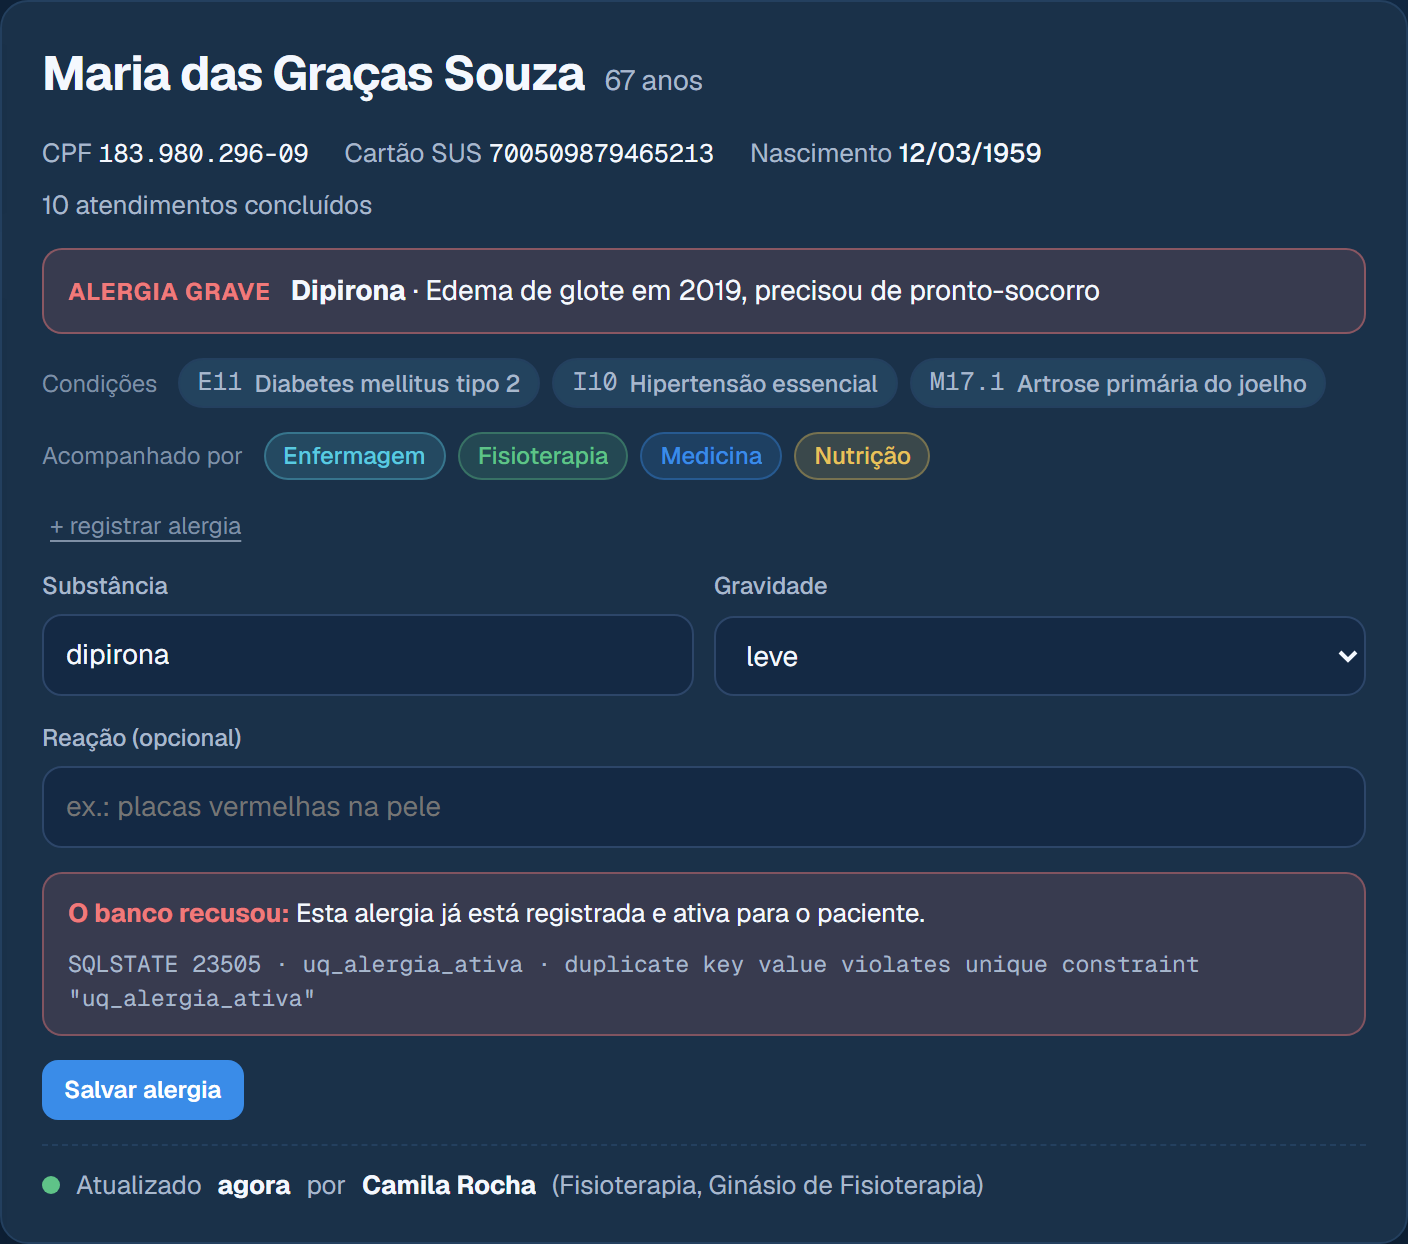 Maria das Graças Souza 67 anos
CPF 183.980.296-09 Cartão SUS 700509879465213 Nascimento 12/03/1959
10 atendimentos concluídos
ALERGIA GRAVE Dipirona · Edema de glote em 2019, precisou de pronto-socorro
Condições E11 Diabetes mellitus tipo 2 I10 Hipertensão essencial M17.1 Artrose primária do joelho
Acompanhado por Enfermagem Fisioterapia Medicina Nutrição
+ registrar alergia
Substância Gravidade
dipirona leve
Reação (opcional)
ex.: placas vermelhas na pele
O banco recusou: Esta alergia já está registrada e ativa para o paciente.
SQLSTATE 23505 · uq_alergia_ativa · duplicate key value violates unique constraint
"uq_alergia_ativa"
Salvar alergia
Atualizado agora por Camila Rocha (Fisioterapia, Ginásio de Fisioterapia)